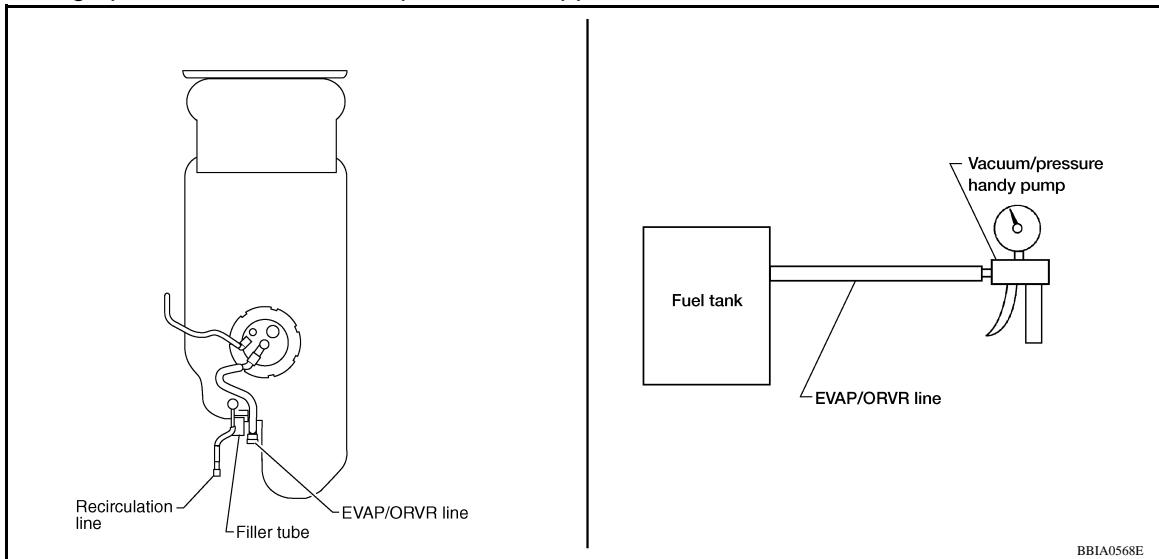 Recirculation
line
Filler tube
EVAP/ORVR line
Fuel tank
Vacuum/pressure
handy pump
EVAP/ORVR line
BBIA0568E